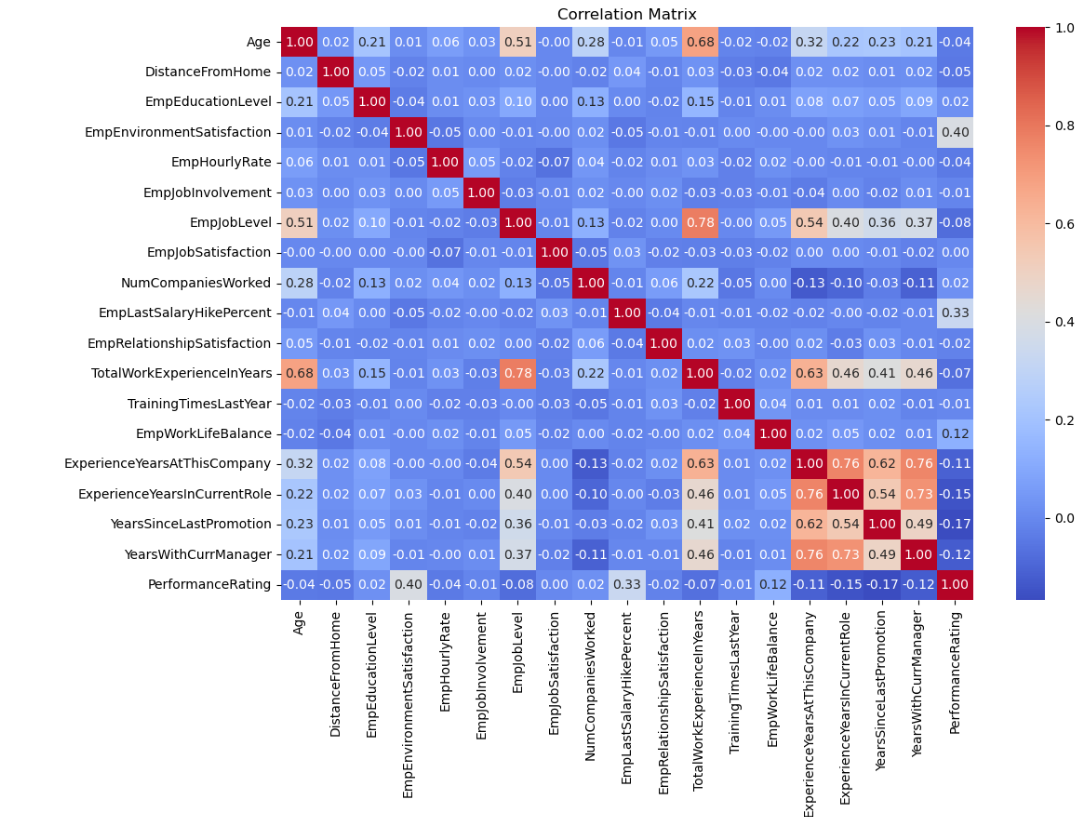 Correlation Matrix
Age 1.00 0.02 0.21 0.01 0.06 0.03 0.51 -0.00 0.28 -0.01 0.05 0.68 -0.02 -0.02 0.32 0.22 0.23 0.21 -0.04
DistanceFromHome 0.02 1.00 0.05 -0.02 0.01 0.00 0.02 -0.00 -0.02 0.04 -0.01 0.03 -0.03 -0.04 0.02 0.02 0.01 0.02 -0.05
EmpEducationLevel 0.21 0.05 1.00 -0.04 0.01 0.03 0.10 0.00 0.13 0.00 -0.02 0.15 -0.01 0.01 0.08 0.07 0.05 0.09 0.02
EmpEnvironmentSatisfaction 0.01 -0.02 -0.04 1.00 -0.05 0.00 -0.01 -0.00 0.02 -0.05 -0.01 -0.01 0.00 -0.00 -0.00 0.03 0.01 -0.01 0.40
EmpHourlyRate 0.06 0.01 0.01 -0.05 1.00 0.05 -0.02 -0.07 0.04 -0.02 0.01 0.03 -0.02 0.02 -0.00 -0.01 -0.01 -0.00 -0.04
EmpJobInvolvement 0.03 0.00 0.03 0.00 0.05 1.00 -0.03 -0.01 0.02 -0.00 0.02 -0.03 -0.03 -0.01 -0.04 0.00 -0.02 0.01 -0.01
EmpJobLevel 0.51 0.02 0.10 -0.01 -0.02 -0.03 1.00 -0.01 0.13 -0.02 0.00 0.78 -0.00 0.05 0.54 0.40 0.36 0.37 -0.08
EmpJobSatisfaction -0.00 -0.00 0.00 -0.00 -0.07 -0.01 -0.01 1.00 -0.05 0.03 -0.02 -0.03 -0.03 -0.02 0.00 0.00 -0.01 -0.02 0.00
NumCompaniesWorked 0.28 -0.02 0.13 0.02 0.04 0.02 0.13 -0.05 1.00 -0.01 0.06 0.22 -0.05 0.00 -0.13 -0.10 -0.03 -0.11 0.02
EmpLastSalaryHikePercent -0.01 0.04 0.00 -0.05 -0.02 -0.00 -0.02 0.03 -0.01 1.00 -0.04 -0.01 -0.01 -0.02 -0.02 -0.00 -0.02 -0.01 0.33
EmpRelationshipSatisfaction 0.05 -0.01 -0.02 -0.01 0.01 0.02 0.00 -0.02 0.06 -0.04 1.00 0.02 0.03 -0.00 0.02 -0.03 0.03 -0.01 -0.02
TotalWorkExperienceInYears 0.68 0.03 0.15 -0.01 0.03 -0.03 0.78 -0.03 0.22 -0.01 0.02 1.00 -0.02 0.02 0.63 0.46 0.41 0.46 -0.07
TrainingTimesLastYear -0.02 -0.03 -0.01 0.00 -0.02 -0.03 -0.00 -0.03 -0.05 -0.01 0.03 -0.02 1.00 0.04 0.01 0.01 0.02 -0.01 -0.01
EmpWorkLifeBalance -0.02 -0.04 0.01 -0.00 0.02 -0.01 0.05 -0.02 0.00 -0.02 -0.00 0.02 0.04 1.00 0.02 0.05 0.02 0.01 0.12
ExperienceYearsAtThisCompany 0.32 0.02 0.08 -0.00 -0.00 -0.04 0.54 0.00 -0.13 -0.02 0.02 0.63 0.01 0.02 1.00 0.76 0.62 0.76 -0.11
ExperienceYearsInCurrentRole 0.22 0.02 0.07 0.03 -0.01 0.00 0.40 0.00 -0.10 -0.00 -0.03 0.46 0.01 0.05 0.76 1.00 0.54 0.73 -0.15
YearsSinceLastPromotion 0.23 0.01 0.05 0.01 -0.01 -0.02 0.36 -0.01 -0.03 -0.02 0.03 0.41 0.02 0.02 0.62 0.54 1.00 0.49 -0.17
YearsWithCurrManager 0.21 0.02 0.09 -0.01 -0.00 0.01 0.37 -0.02 -0.11 -0.01 -0.01 0.46 -0.01 0.01 0.76 0.73 0.49 1.00 -0.12
PerformanceRating -0.04 -0.05 0.02 0.40 -0.04 -0.01 -0.08 0.00 0.02 0.33 -0.02 -0.07 -0.01 0.12 -0.11 -0.15 -0.17 -0.12 1.00
Age
DistanceFromHome
EmpEducationLevel
EmpEnvironmentSatisfaction
EmpHourlyRate
EmpJobInvolvement
EmpJobLevel
EmpJobSatisfaction
NumCompaniesWorked
EmpLastSalaryHikePercent
EmpRelationshipSatisfaction
TotalWorkExperienceInYears
TrainingTimesLastYear
EmpWorkLifeBalance
ExperienceYearsAtThisCompany
ExperienceYearsInCurrentRole
YearsSinceLastPromotion
YearsWithCurrManager
PerformanceRating
1.0
0.8
0.6
0.4
0.2
0.0